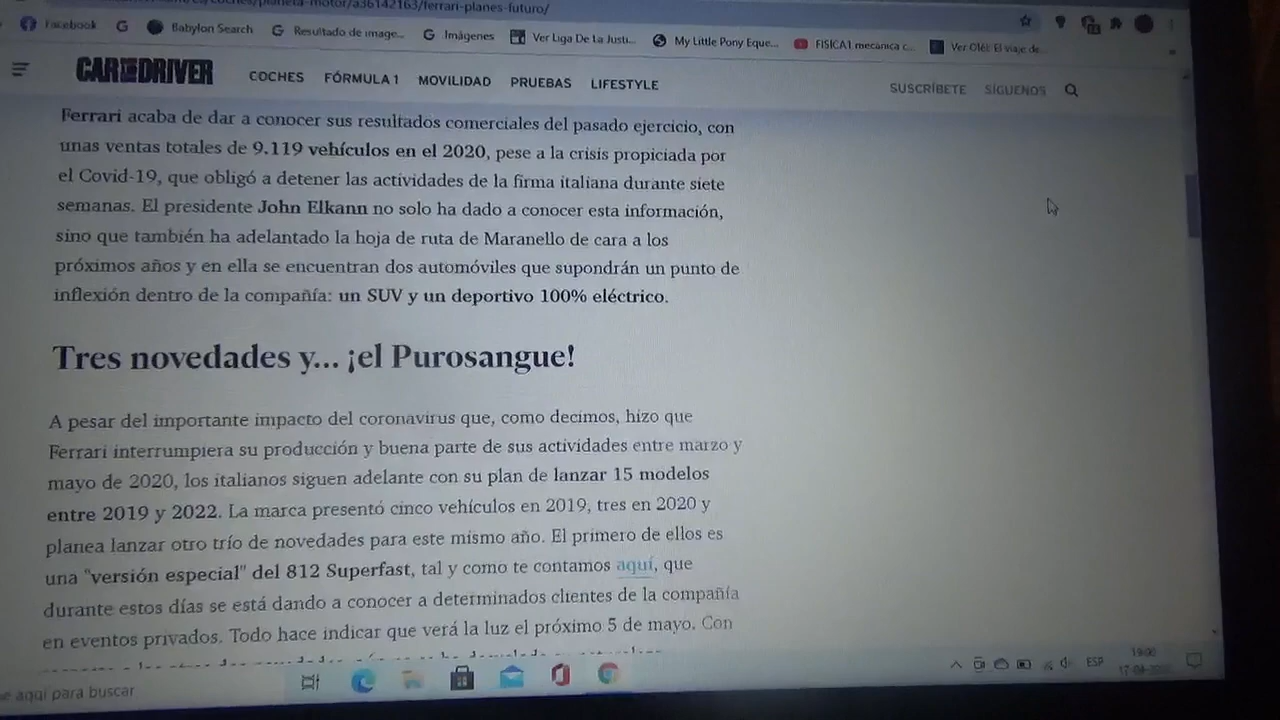 planeta-motor/a36142163/ferrari-planes-futuro/
Facebook
Babylon Search
Resultado de image...
Imágenes
Ver Liga De La Justi...
My Little Pony Eque...
FISICA1 mecánica c...
Ver Olé!: El viaje de...
CAR AND DRIVER
COCHES FÓRMULA 1 MOVILIDAD PRUEBAS LIFESTYLE
SUSCRÍBETE SÍGUENOS
Ferrari acaba de dar a conocer sus resultados comerciales del pasado ejercicio, con
unas ventas totales de 9.119 vehículos en el 2020, pese a la crisis propiciada por
el Covid-19, que obligó a detener las actividades de la firma italiana durante siete
semanas. El presidente John Elkann no solo ha dado a conocer esta información,
sino que también ha adelantado la hoja de ruta de Maranello de cara a los
próximos años y en ella se encuentran dos automóviles que supondrán un punto de
inflexión dentro de la compañía: un SUV y un deportivo 100% eléctrico.
Tres novedades y... ¡el Purosangue!
A pesar del importante impacto del coronavirus que, como decimos, hizo que
Ferrari interrumpiera su producción y buena parte de sus actividades entre marzo y
mayo de 2020, los italianos siguen adelante con su plan de lanzar 15 modelos
entre 2019 y 2022. La marca presentó cinco vehículos en 2019, tres en 2020 y
planea lanzar otro trío de novedades para este mismo año. El primero de ellos es
una "versión especial" del 812 Superfast, tal y como te contamos aquí, que
durante estos días se está dando a conocer a determinados clientes de la compañía
en eventos privados. Todo hace indicar que verá la luz el próximo 5 de mayo. Con
e aquí para buscar
ESP